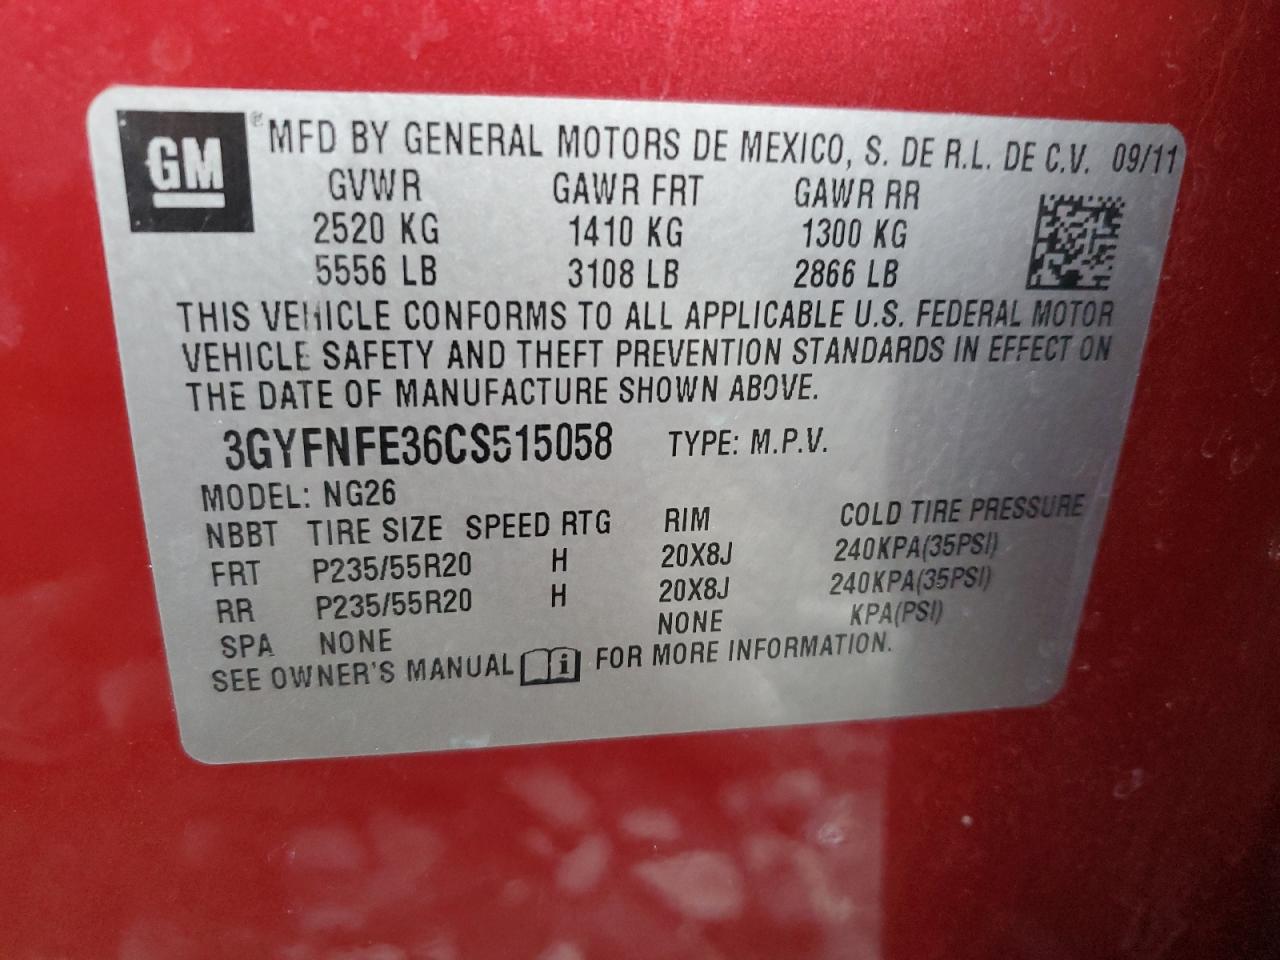 GM ® MFD BY GENERAL MOTORS DE MEXICO, S. DE R.L. DE C.V. 09/11
GVWR GAWR FRT GAWR RR
2520 KG 1410 KG 1300 KG
5556 LB 3108 LB 2866 LB
THIS VEHICLE CONFORMS TO ALL APPLICABLE U.S. FEDERAL MOTOR
VEHICLE SAFETY AND THEFT PREVENTION STANDARDS IN EFFECT ON
THE DATE OF MANUFACTURE SHOWN ABOVE.
3GYFNFE36CS515058 TYPE: M.P.V.
MODEL: NG26
NBBT TIRE SIZE SPEED RTG RIM COLD TIRE PRESSURE
FRT P235/55R20 H 20X8J 240KPA(35PSI)
RR P235/55R20 H 20X8J 240KPA(35PSI)
SPA NONE NONE KPA(PSI)
SEE OWNER'S MANUAL i FOR MORE INFORMATION.